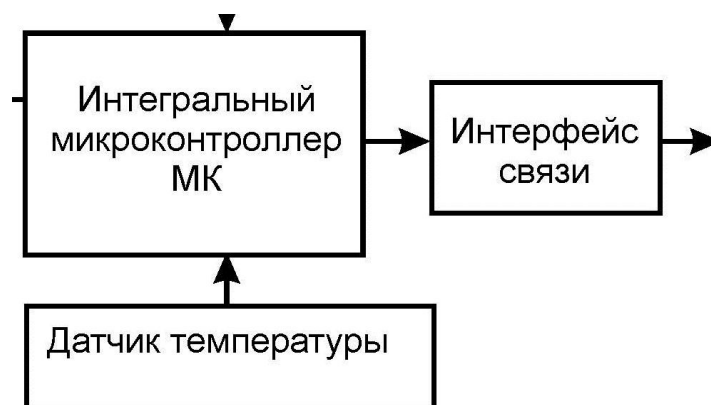 Интегральный
микроконтроллер
МК
Интерфейс
связи
Датчик температуры